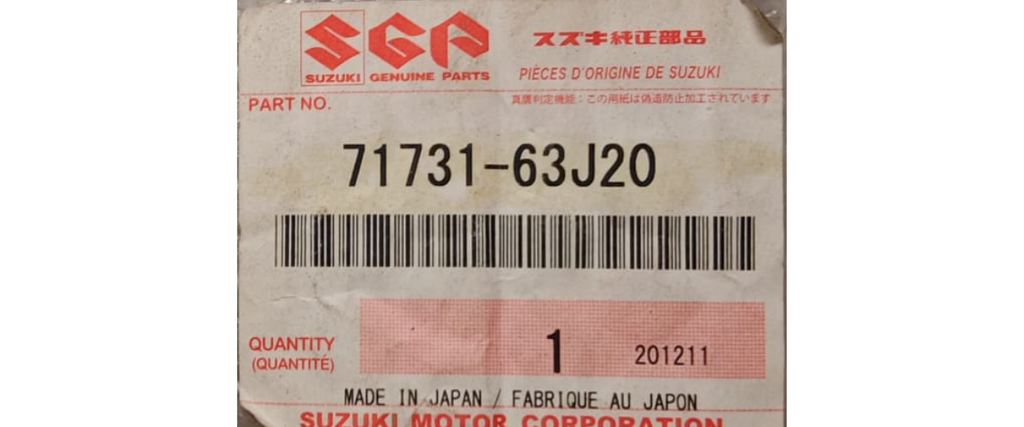 SGP
SUZUKI GENUINE PARTS
スズキ純正部品
PIÈCES D'ORIGINE DE SUZUKI
PART NO.
真贋判定機能：この用紙は偽造防止加工されています
71731-63J20
QUANTITY
(QUANTITÉ)
1 201211
MADE IN JAPAN / FABRIQUE AU JAPON
SUZUKI MOTOR CORPORATION